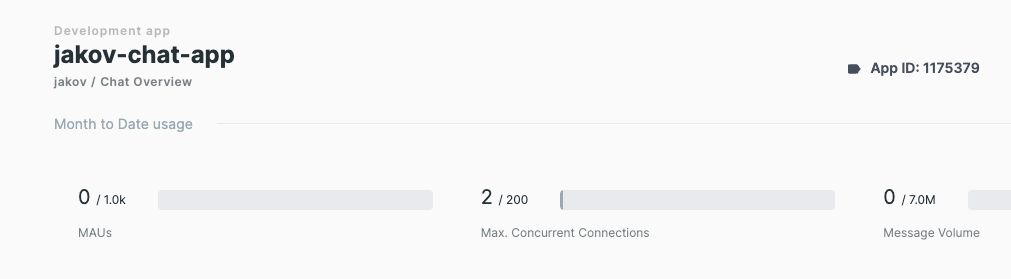 Development app
jakov-chat-app
jakov / Chat Overview
App ID: 1175379
Month to Date usage
0 / 1.0k
MAUs
2 / 200
Max. Concurrent Connections
0 / 7.0M
Message Volume